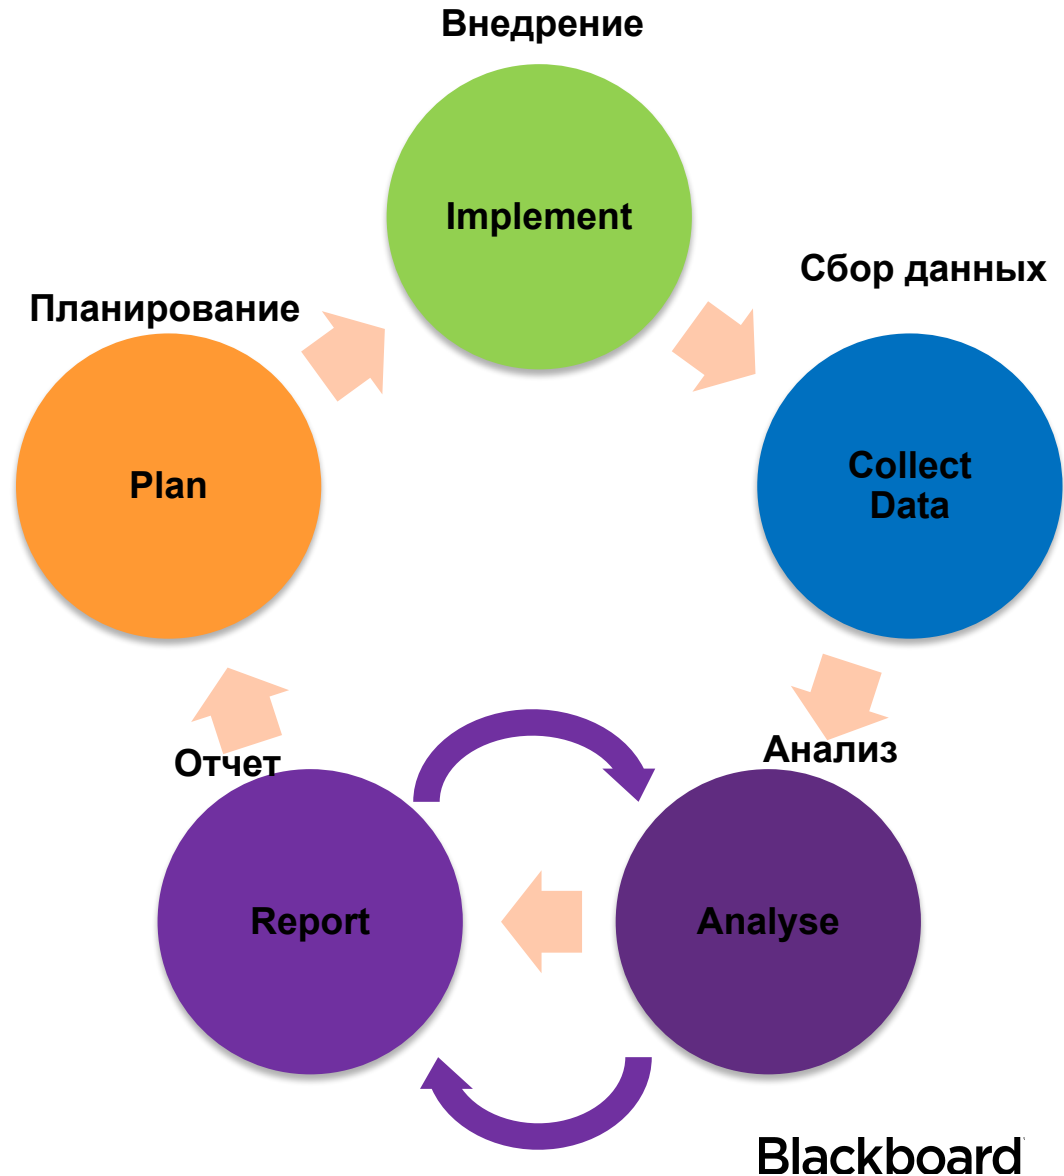 Внедрение
Implement
Сбор данных
Планирование
Plan
Collect
Data
Отчет
Анализ
Report
Analyse
Blackboard